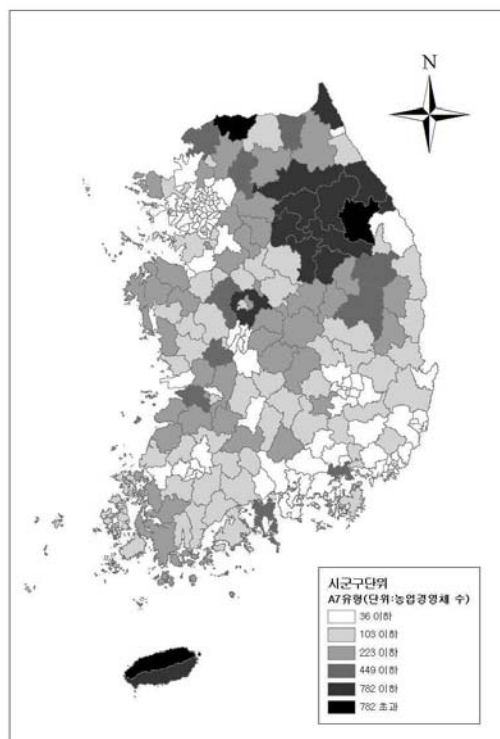 N
시군구단위
A7유형(단위:농업경영체 수)
36 이하
103 이하
223 이하
449 이하
782 이하
782 초과